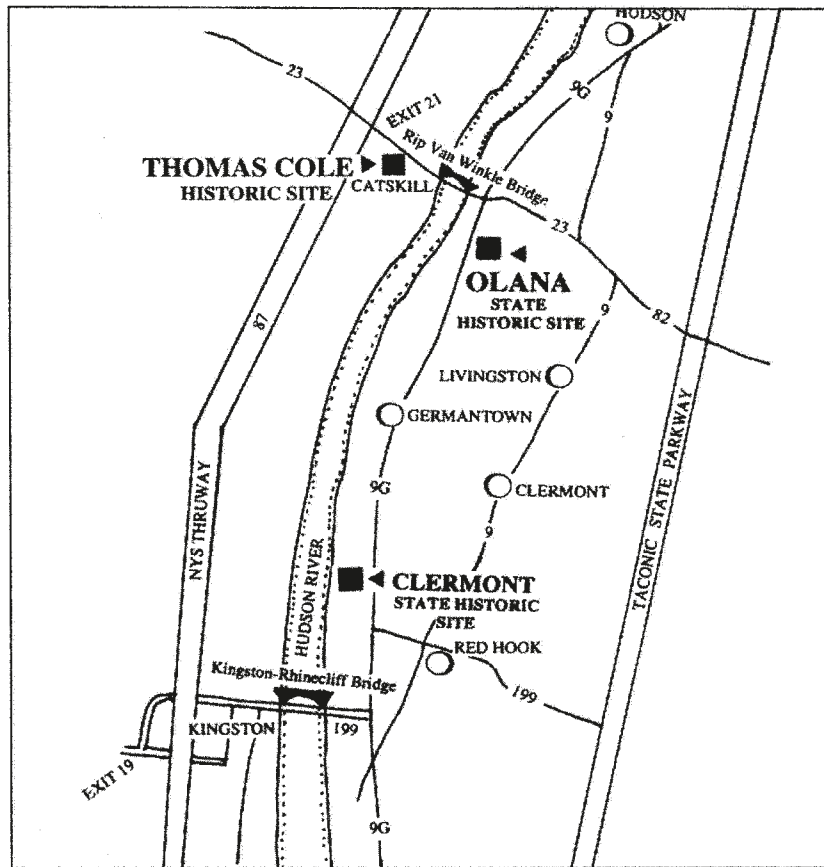 HUDSON
9G
9
23
EXIT 21
Rip Van Winkle Bridge
THOMAS COLE
HISTORIC SITE
CATSKILL
23
OLANA
STATE
HISTORIC SITE
9
82
87
LIVINGSTON
GERMANTOWN
9G
CLERMONT
9
NYS THRUWAY
HUDSON RIVER
TACONIC STATE PARKWAY
CLERMONT
STATE HISTORIC
SITE
RED HOOK
199
Kingston-Rhinecliff Bridge
KINGSTON
199
EXIT 19
9G